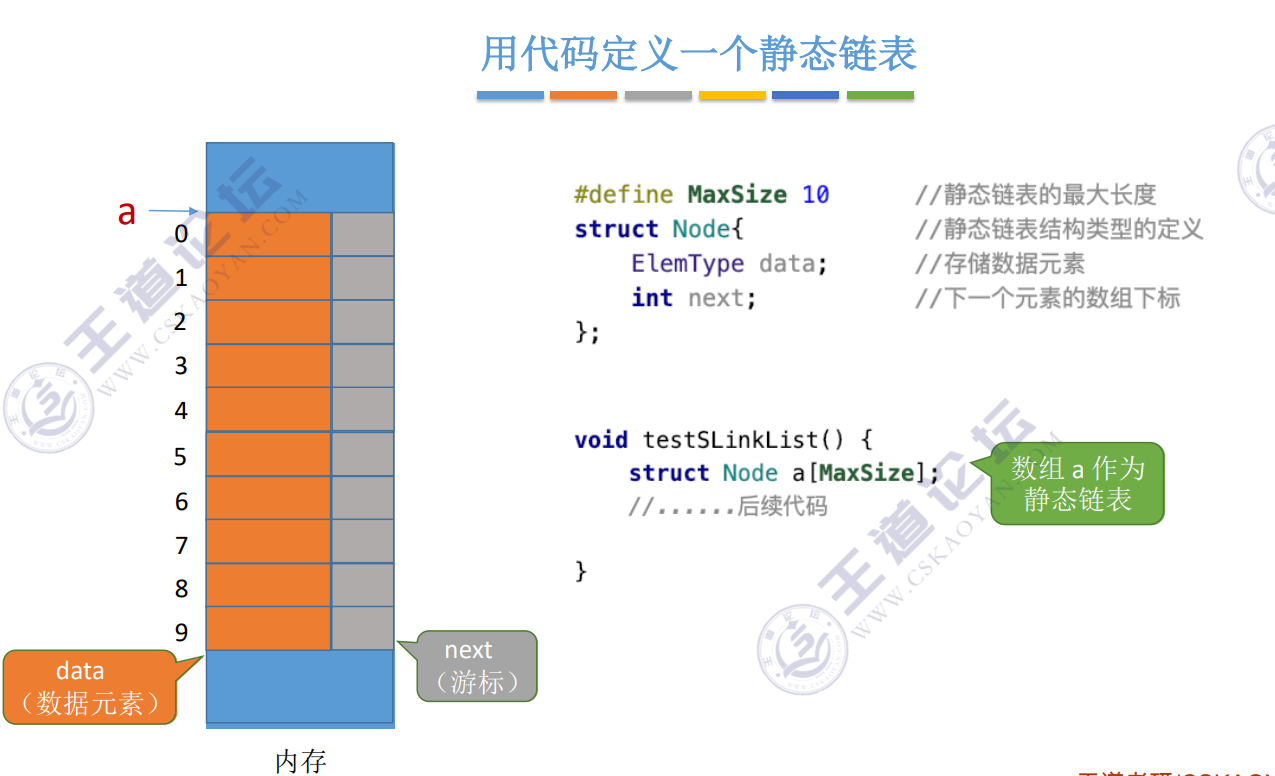 用代码定义一个静态链表
a
0
1
2
3
4
5
6
7
8
9
data
（数据元素）
next
（游标）
内存
#define MaxSize 10 //静态链表的最大长度
struct Node{ //静态链表结构类型的定义
ElemType data; //存储数据元素
int next; //下一个元素的数组下标
};
void testSLinkList() {
struct Node a[MaxSize];
//......后续代码
}
数组 a 作为
静态链表
王道论坛
WWW.CSKAOYAN.COM
王道论坛
WWW.CSKAOYAN.COM